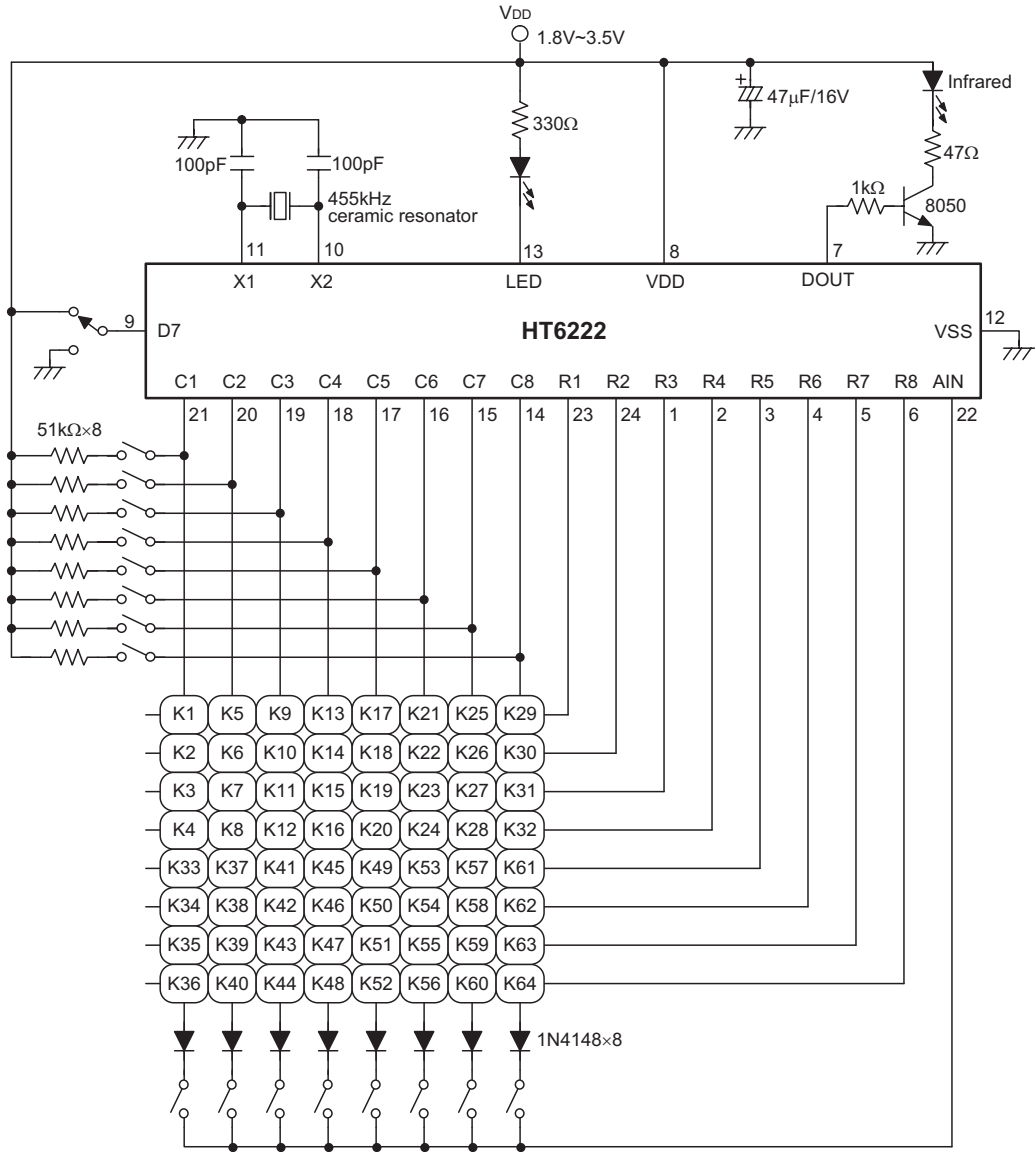 VDD
1.8V~3.5V
Infrared
47μF/16V
330Ω
47Ω
100pF 100pF
455kHz
ceramic resonator
1kΩ
8050
11 10 13 8 7
X1 X2 LED VDD DOUT
9 D7 HT6222 VSS 12
C1 C2 C3 C4 C5 C6 C7 C8 R1 R2 R3 R4 R5 R6 R7 R8 AIN
21 20 19 18 17 16 15 14 23 24 1 2 3 4 5 6 22
51kΩ×8
K1 K5 K9 K13 K17 K21 K25 K29
K2 K6 K10 K14 K18 K22 K26 K30
K3 K7 K11 K15 K19 K23 K27 K31
K4 K8 K12 K16 K20 K24 K28 K32
K33 K37 K41 K45 K49 K53 K57 K61
K34 K38 K42 K46 K50 K54 K58 K62
K35 K39 K43 K47 K51 K55 K59 K63
K36 K40 K44 K48 K52 K56 K60 K64
1N4148×8